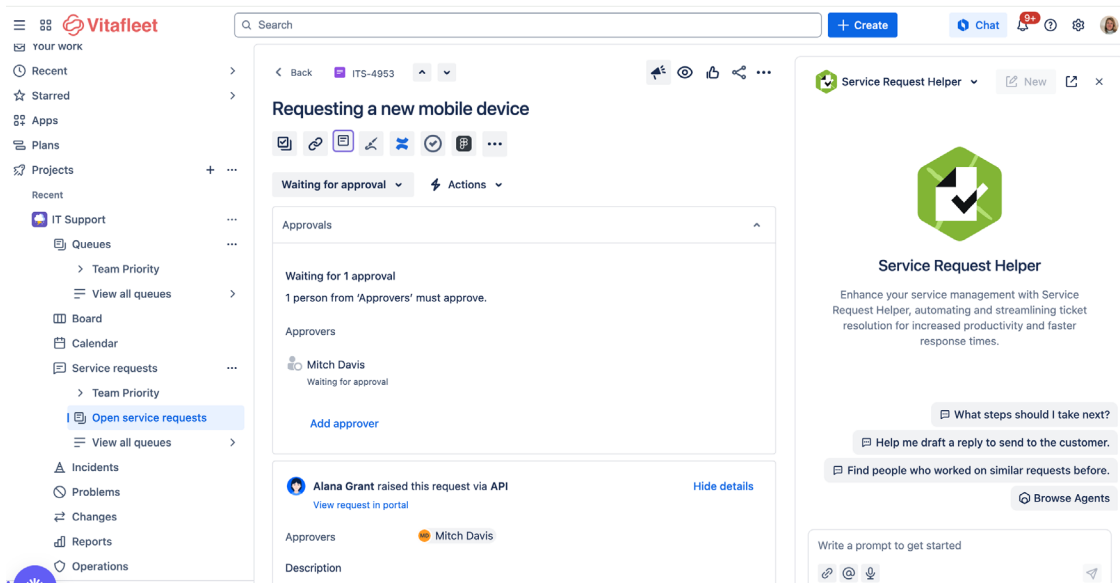 Vitafleet
Search
Create
Chat
9+
Your work
Recent
Starred
Apps
Plans
Projects
Recent
IT Support
Queues
Team Priority
View all queues
Board
Calendar
Service requests
Team Priority
Open service requests
View all queues
Incidents
Problems
Changes
Reports
Operations
Back
ITS-4953
Requesting a new mobile device
Waiting for approval
Actions
Approvals
Waiting for 1 approval
1 person from ‘Approvers’ must approve.
Approvers
Mitch Davis
Waiting for approval
Add approver
Alana Grant raised this request via API
Hide details
View request in portal
Approvers
MD Mitch Davis
Description
Service Request Helper
New
Service Request Helper
Enhance your service management with Service
Request Helper, automating and streamlining ticket
resolution for increased productivity and faster
response times.
What steps should I take next?
Help me draft a reply to send to the customer.
Find people who worked on similar requests before.
Browse Agents
Write a prompt to get started